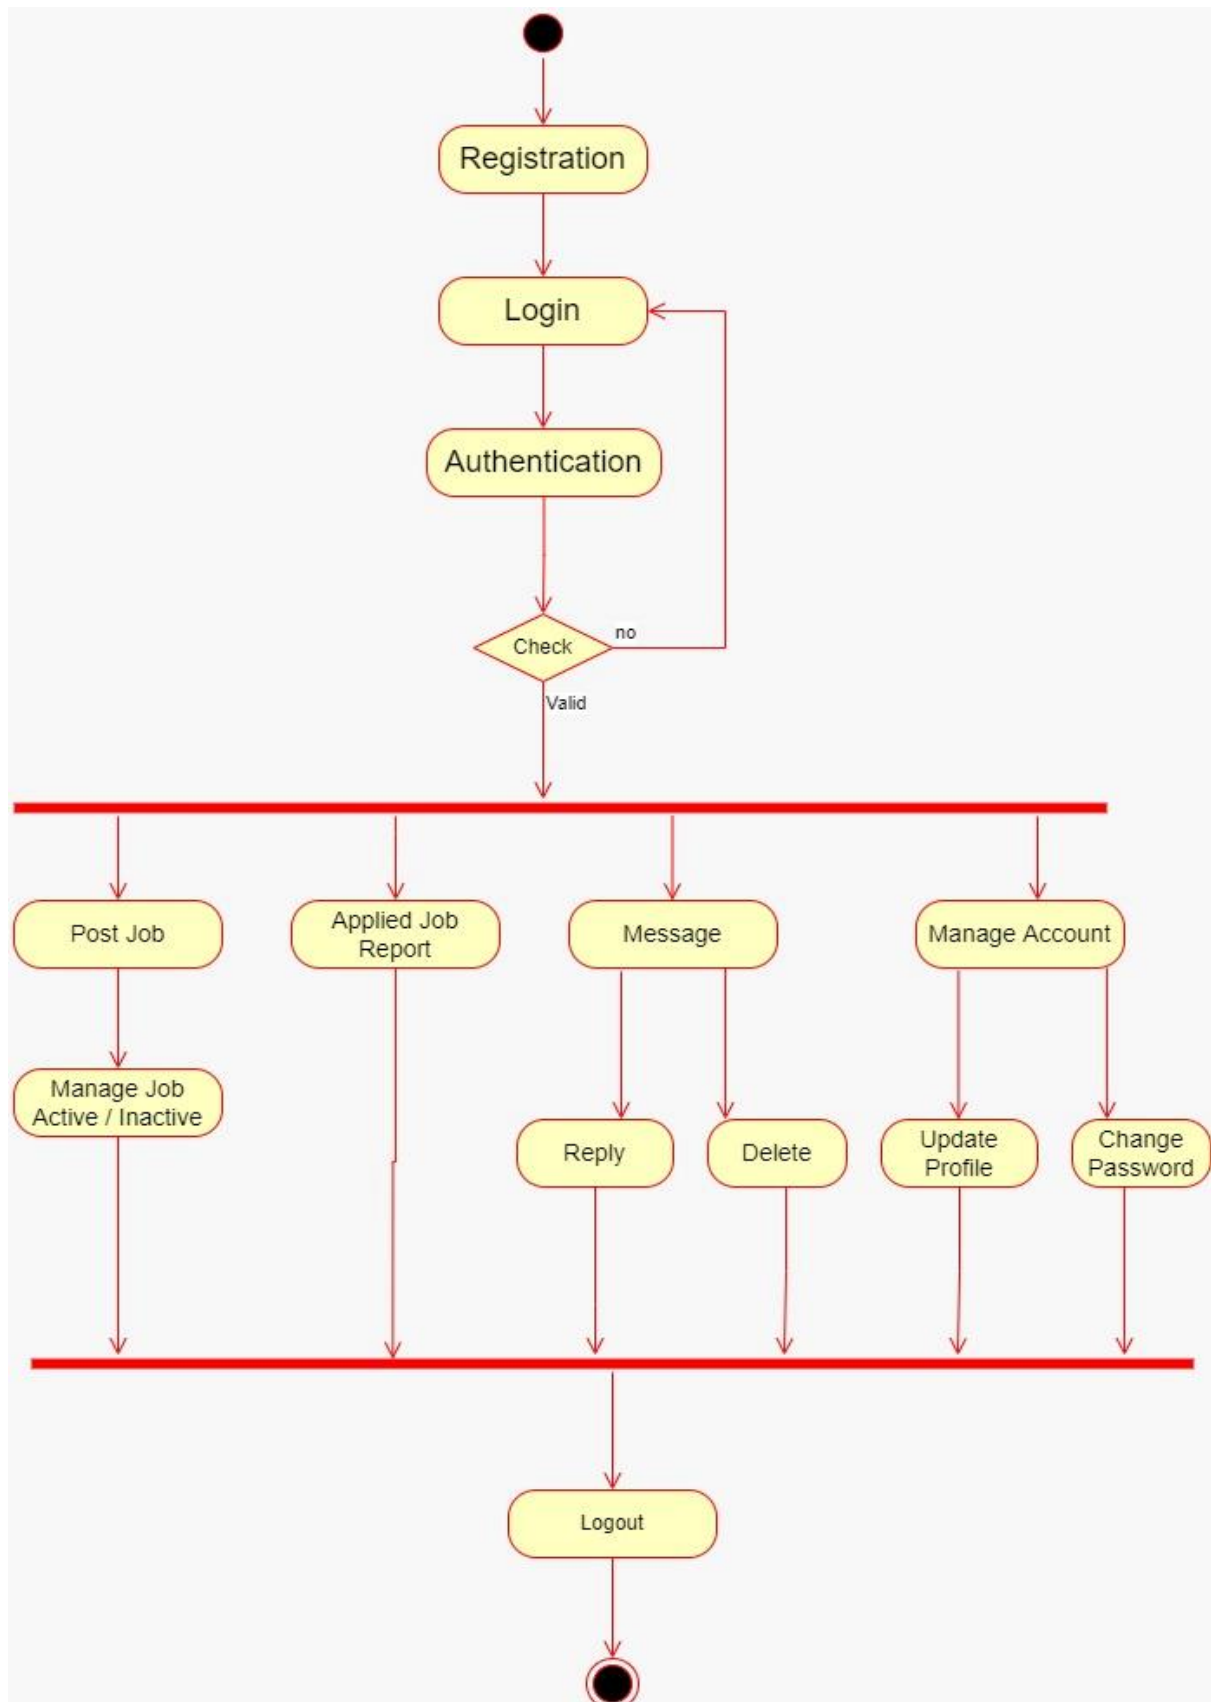 Registration
Login
Authentication
Check
no
Valid
Post Job
Applied Job
Report
Message
Manage Account
Manage Job
Active / Inactive
Reply
Delete
Update
Profile
Change
Password
Logout